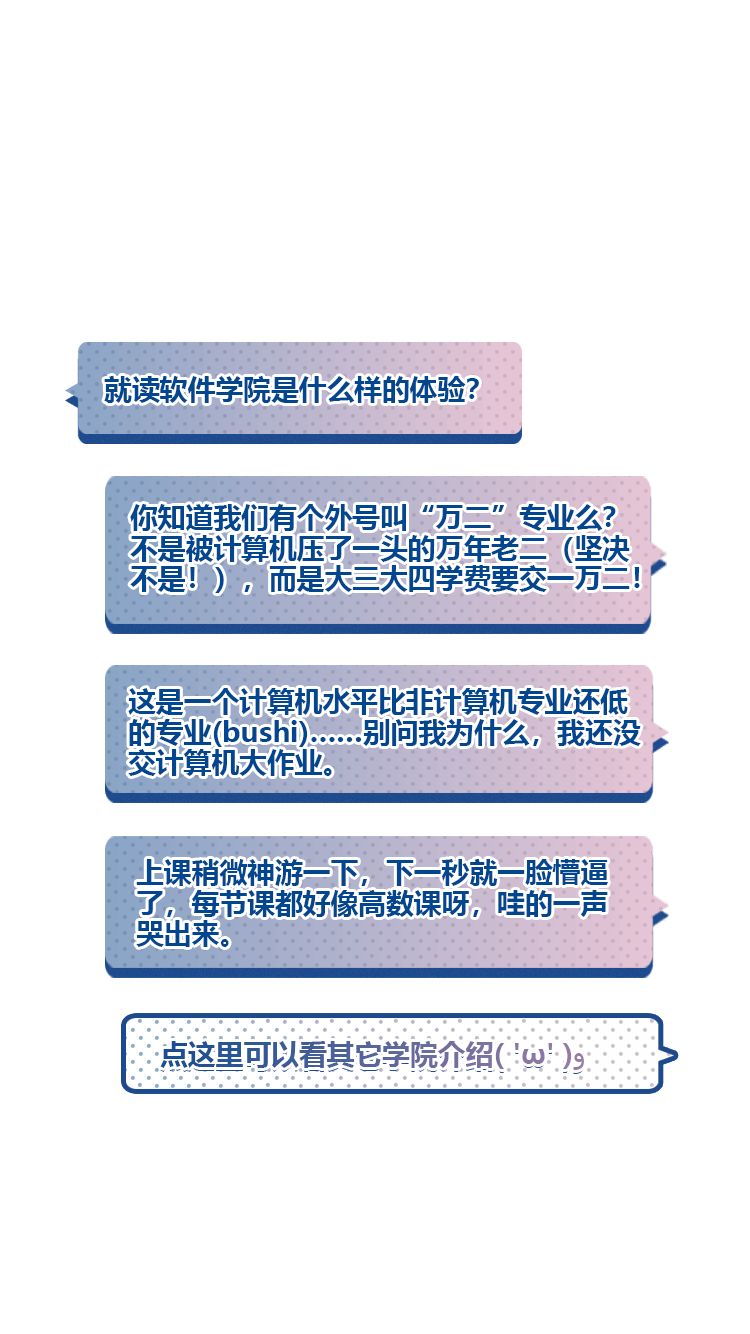 就读软件学院是什么样的体验？
你知道我们有个外号叫“万二”专业么？
不是被计算机压了一头的万年老二（坚决
不是！），而是大三大四学费要交一万二！
这是一个计算机水平比非计算机专业还低
的专业(bushi)……别问我为什么，我还没
交计算机大作业。
上课稍微神游一下，下一秒就一脸懵逼
了，每节课都好像高数课呀，哇的一声
哭出来。
点这里可以看其它学院介绍( 'ω' )و